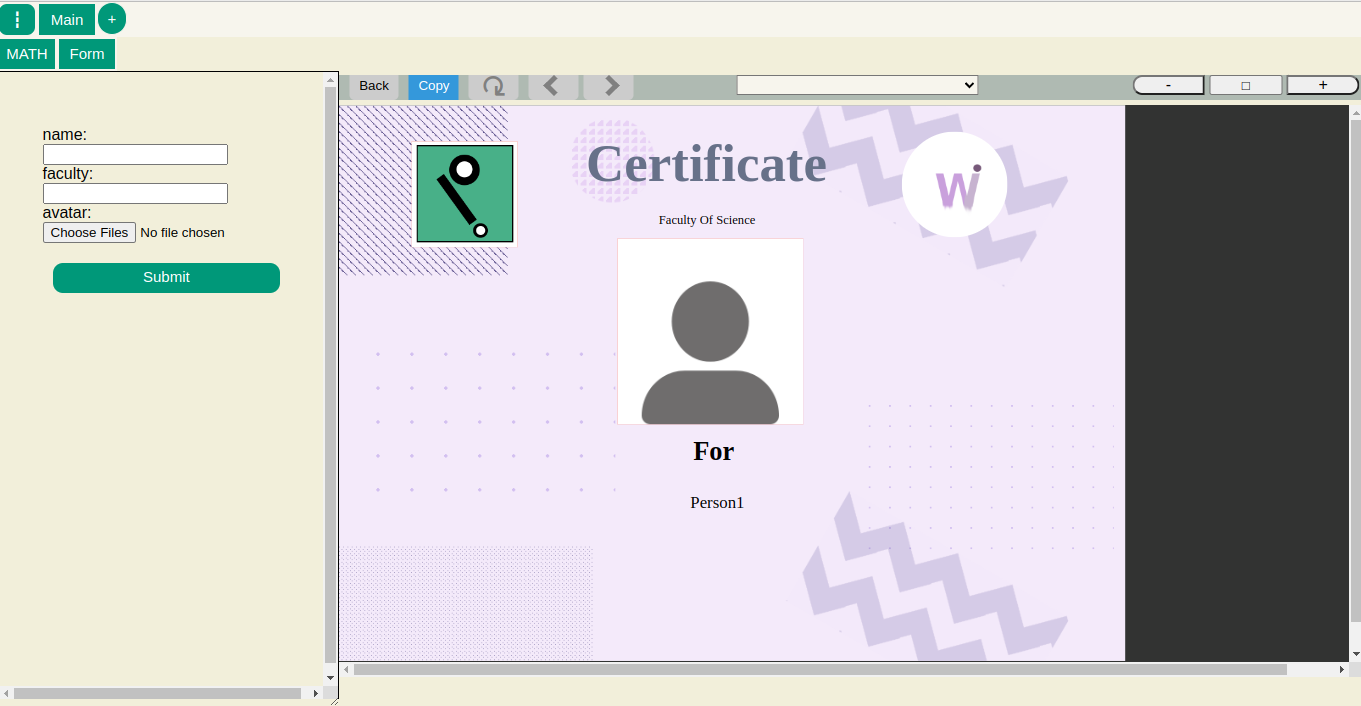 Main +
MATH Form
Back Copy - □ +
name:
faculty:
avatar:
Choose Files No file chosen
Submit
Certificate
W
Faculty Of Science
For
Person1